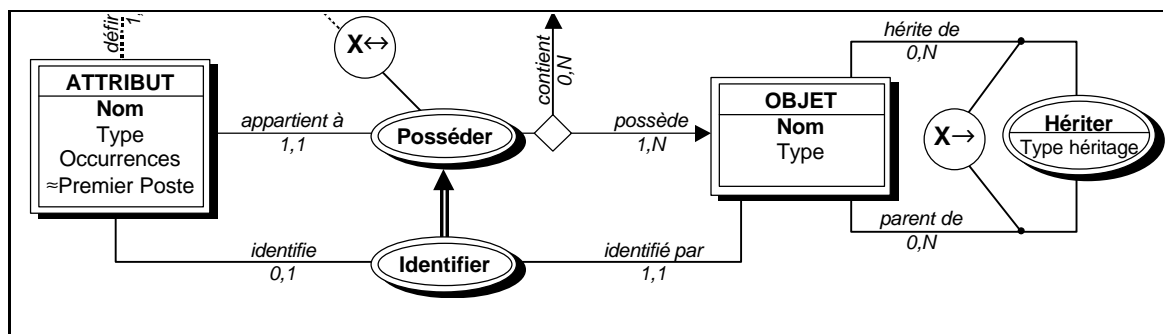 défir
1,
X↔
contient
0,N
hérite de
0,N
ATTRIBUT
Nom
Type
Occurrences
≈Premier Poste
appartient à
1,1
Posséder
possède
1,N
OBJET
Nom
Type
X→
Hériter
Type héritage
parent de
0,N
identifie
0,1
Identifier
identifié par
1,1